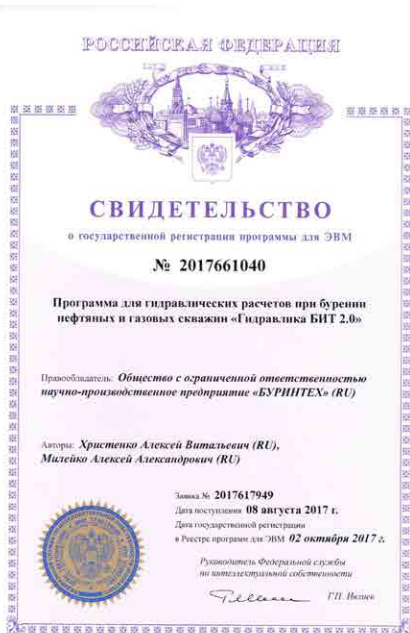 РОССИЙСКАЯ ФЕДЕРАЦИЯ
СВИДЕТЕЛЬСТВО
о государственной регистрации программы для ЭВМ
№ 2017661040
Программа для гидравлических расчетов при бурении
нефтяных и газовых скважин «Гидравлика БИТ 2.0»
Правообладатель: Общество с ограниченной ответственностью
научно-производственное предприятие «БУРИНТЕХ» (RU)
Авторы: Христенко Алексей Витальевич (RU),
Милейко Алексей Александрович (RU)
Заявка № 2017617949
Дата поступления 08 августа 2017 г.
Дата государственной регистрации
в Реестре программ для ЭВМ 02 октября 2017 г.
Руководитель Федеральной службы
по интеллектуальной собственности
Г.П. Ивлиев